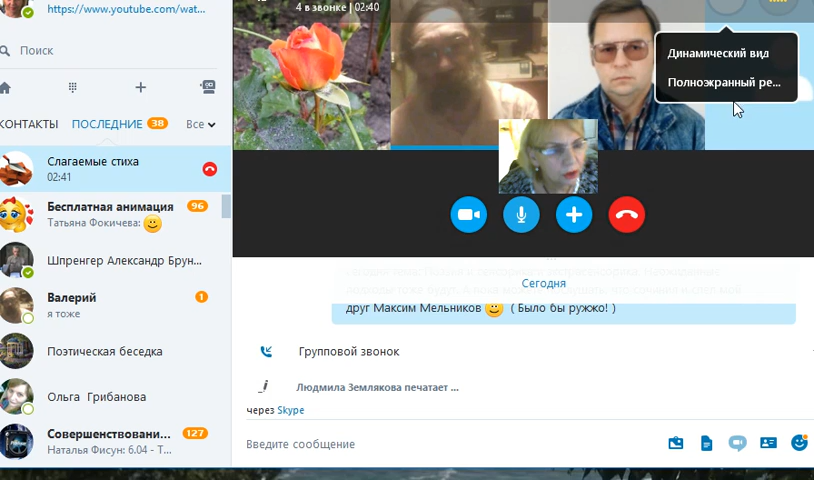 https://www.youtube.com/wat...
4 в звонке | 02:40
Динамический вид
Полноэкранный ре...
Поиск
КОНТАКТЫ ПОСЛЕДНИЕ 38 Все
Слагаемые стиха
02:41
Бесплатная анимация 96
Татьяна Фокичева:
Шпренгер Александр Брун...
Валерий 1
я тоже
Поэтическая беседка
Ольга Грибанова
Совершенствовани... 127
Наталья Фисун: 6.04 - Т...
Сегодня
друг Максим Мельников ( Было бы ружжо! )
Групповой звонок
Людмила Землякова печатает ...
через Skype
Введите сообщение